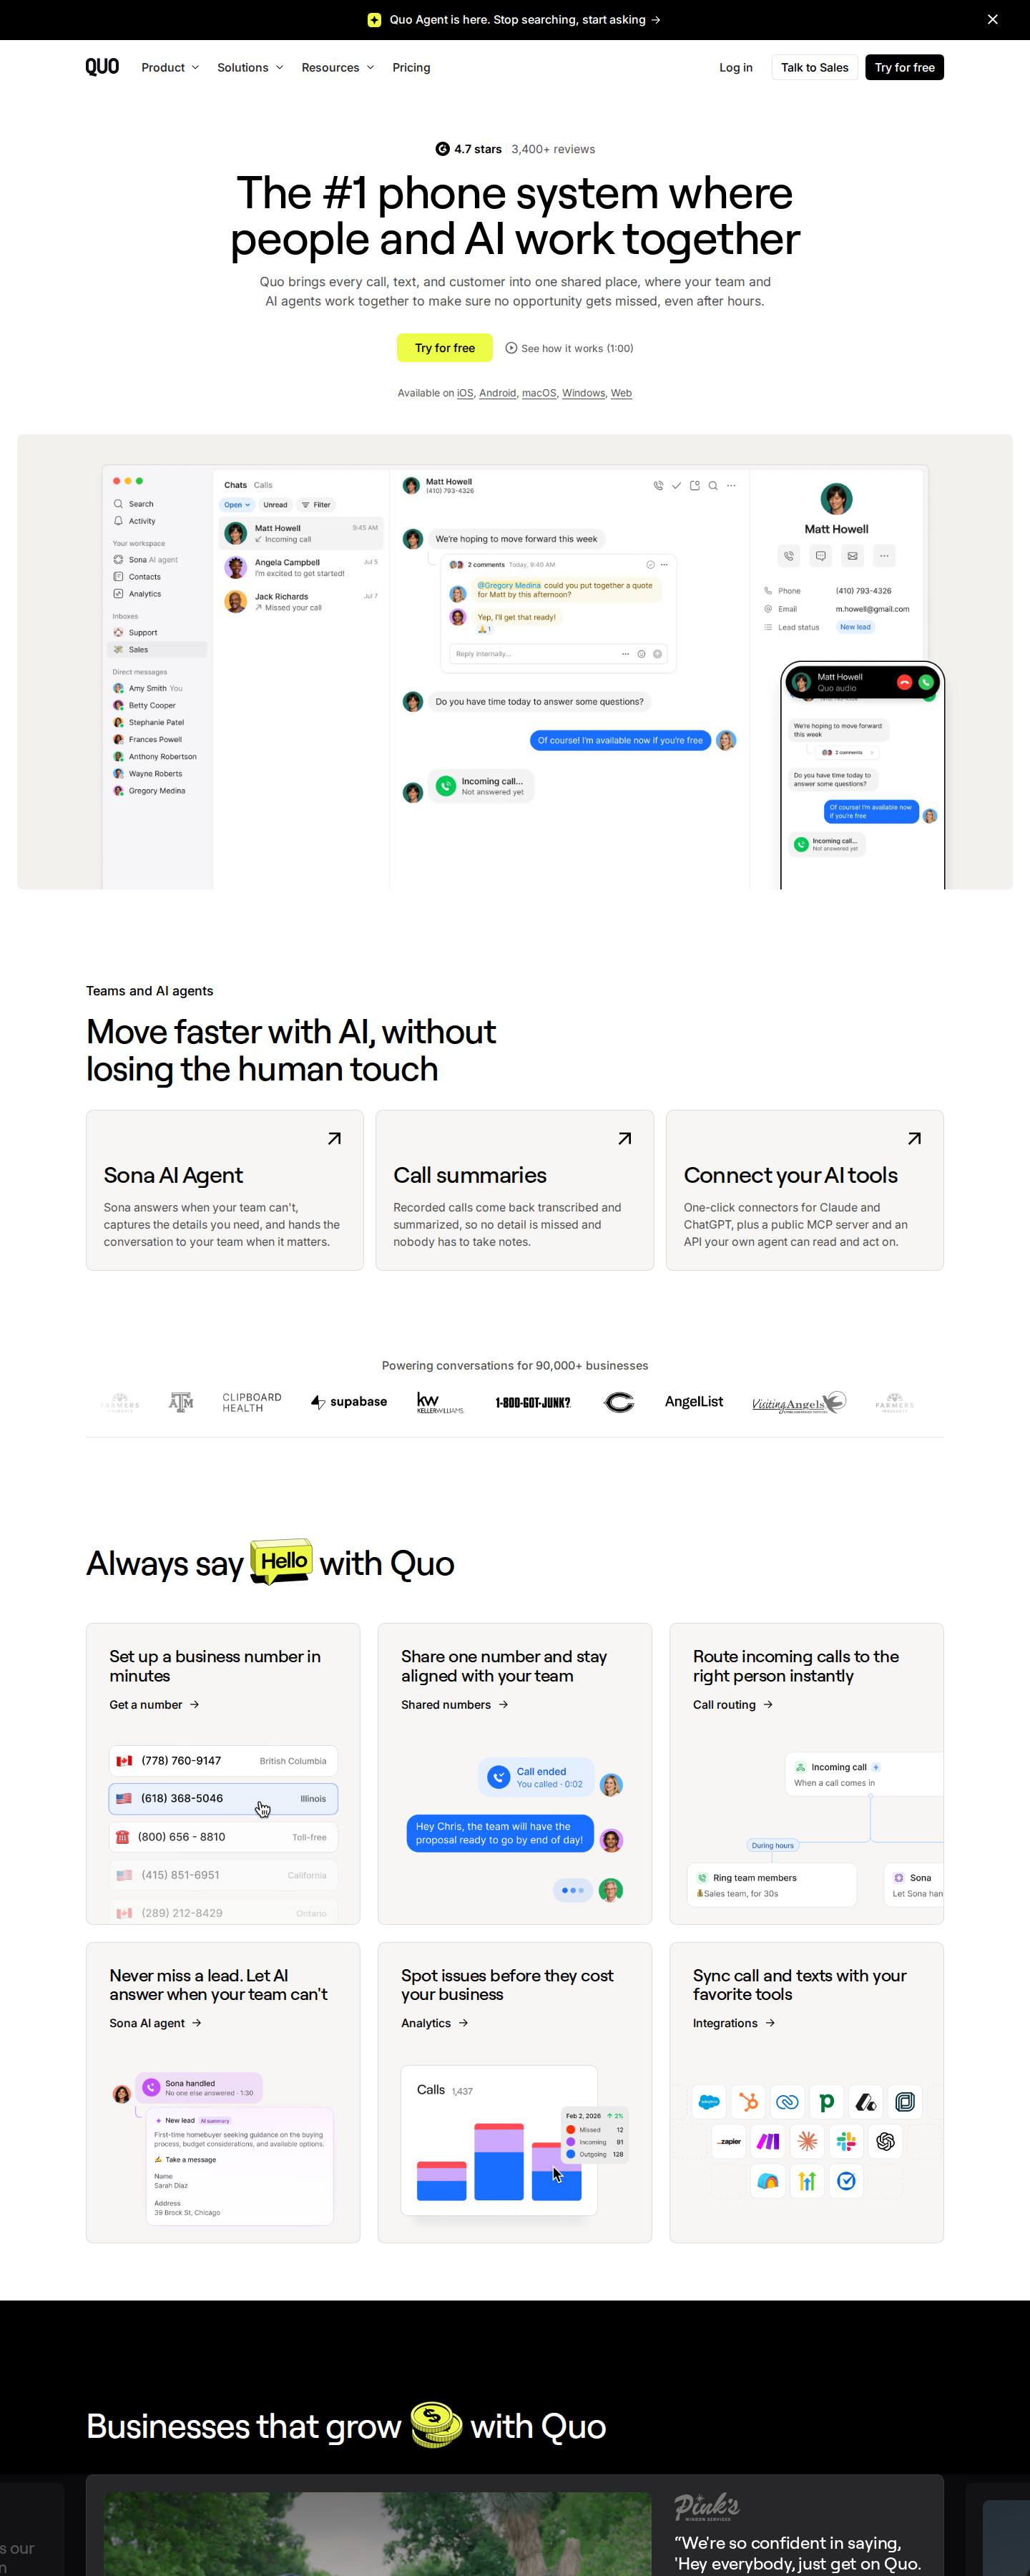 Quo Agent is here. Stop searching, start asking →
QUO
Product
Solutions
Resources
Pricing
Log in
Talk to Sales
Try for free
4.7 stars
3,400+ reviews
The #1 phone system where
people and AI work together
Quo brings every call, text, and customer into one shared place, where your team and
AI agents work together to make sure no opportunity gets missed, even after hours.
Try for free
See how it works (1:00)
Available on iOS, Android, macOS, Windows, Web
Search
Activity
Your workspace
Sona AI agent
Contacts
Analytics
Inboxes
Support
Sales
Direct messages
Amy Smith You
Betty Cooper
Stephanie Patel
Frances Powell
Anthony Robertson
Wayne Roberts
Gregory Medina
Chats Calls
Open
Unread
Filter
Matt Howell
9:45 AM
Incoming call
Angela Campbell
Jul 5
I'm excited to get started!
Jack Richards
Jul 7
Missed your call
Matt Howell
(410) 793-4326
We're hoping to move forward this week
2 comments Today, 9:40 AM
@Gregory Medina could you put together a quote
for Matt by this afternoon?
Yep, I'll get that ready!
🙏 1
Reply internally...
Do you have time today to answer some questions?
Of course! I'm available now if you're free
Incoming call...
Not answered yet
Matt Howell
Phone
(410) 793-4326
Email
m.howell@gmail.com
Lead status
New lead
Matt Howell
Quo audio
We're hoping to move forward
this week
2 comments
Do you have time today to
answer some questions?
Of course! I'm available now
if you're free
Incoming call...
Not answered yet
Teams and AI agents
Move faster with AI, without
losing the human touch
Sona AI Agent
Sona answers when your team can't,
captures the details you need, and hands the
conversation to your team when it matters.
Call summaries
Recorded calls come back transcribed and
summarized, so no detail is missed and
nobody has to take notes.
Connect your AI tools
One-click connectors for Claude and
ChatGPT, plus a public MCP server and an
API your own agent can read and act on.
Powering conversations for 90,000+ businesses
FARMERS
ATM
CLIPBOARD
HEALTH
supabase
kw
KELLERWILLIAMS.
1-800-GOT-JUNK?
C
AngelList
Visiting Angels
FARMERS
Always say Hello with Quo
Set up a business number in
minutes
Get a number →
(778) 760-9147
British Columbia
(618) 368-5046
Illinois
(800) 656 - 8810
Toll-free
(415) 851-6951
California
(289) 212-8429
Ontario
Share one number and stay
aligned with your team
Shared numbers →
Call ended
You called · 0:02
Hey Chris, the team will have the
proposal ready to go by end of day!
Route incoming calls to the
right person instantly
Call routing →
Incoming call
When a call comes in
During hours
Ring team members
Sales team, for 30s
Sona
Let Sona han
Never miss a lead. Let AI
answer when your team can't
Sona AI agent →
Sona handled
No one else answered · 1:30
New lead
AI summary
First-time homebuyer seeking guidance on the buying
process, budget considerations, and available options.
Take a message
Name
Sarah Diaz
Address
39 Brock St, Chicago
Spot issues before they cost
your business
Analytics →
Calls 1,437
Feb 2, 2026 ↑ 2%
Missed 12
Incoming 91
Outgoing 128
Sync call and texts with your
favorite tools
Integrations →
salesforce
zapier
Businesses that grow with Quo
s our
n
Pink's
WINDOW SERVICES
“We're so confident in saying,
'Hey everybody, just get on Quo.